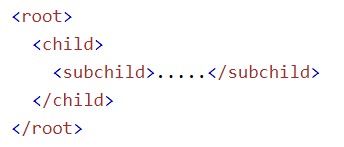 <root>
<child>
<subchild>.....</subchild>
</child>
</root>